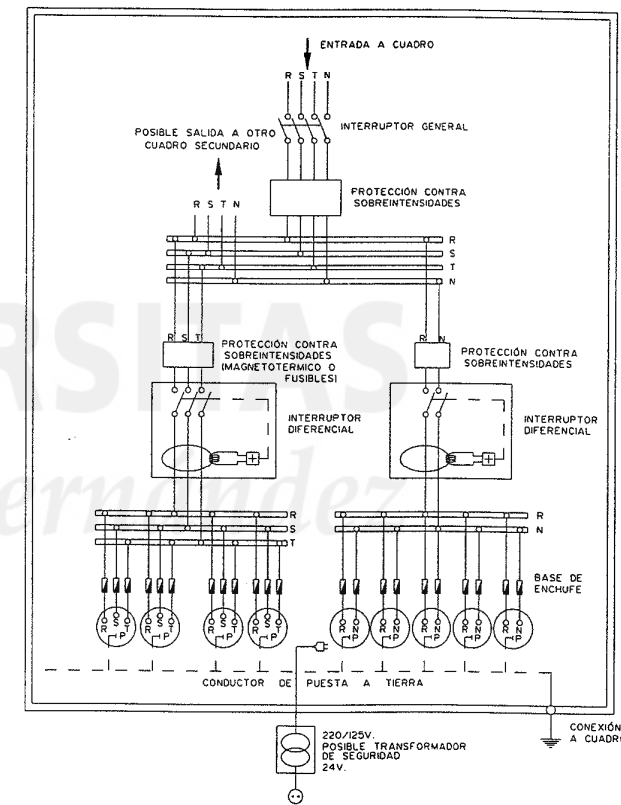 ENTRADA A CUADRO
R S T N
INTERRUPTOR GENERAL
POSIBLE SALIDA A OTRO
CUADRO SECUNDARIO
PROTECCIÓN CONTRA
SOBREINTENSIDADES
R S T N
R
S
T
N
R S T
R N
PROTECCIÓN CONTRA
SOBREINTENSIDADES
(MAGNETOTERMICO O
FUSIBLES)
PROTECCIÓN CONTRA
SOBREINTENSIDADES
INTERRUPTOR
DIFERENCIAL
INTERRUPTOR
DIFERENCIAL
RSITAS
ernández
R
S
T
R
N
BASE DE
ENCHUFE
R S T P
R S T P
R S T P
R S T P
R N P
R N P
R N P
R N P
R N P
CONDUCTOR DE PUESTA A TIERRA
CONEXIÓN
A CUADR
220/125V.
POSIBLE TRANSFORMADOR
DE SEGURIDAD
24V.